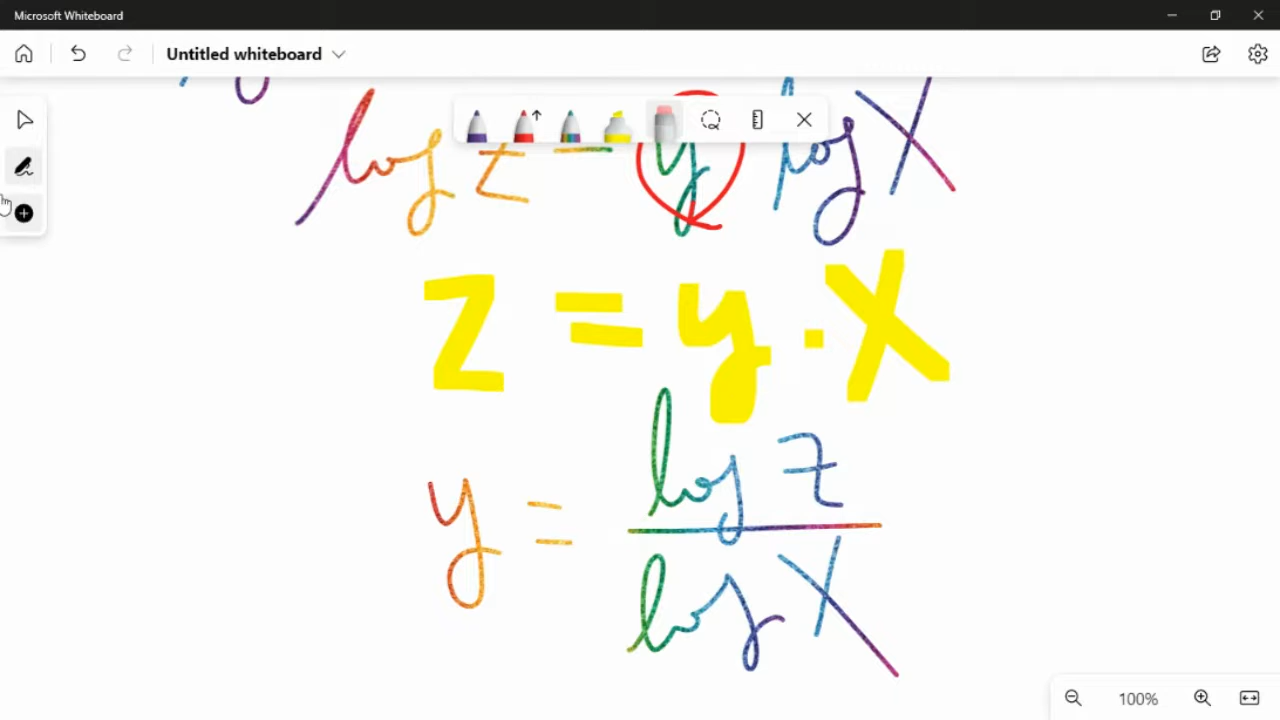 Microsoft Whiteboard
Untitled whiteboard
log z = y log X
z = y · X
y = log z / log X
100%